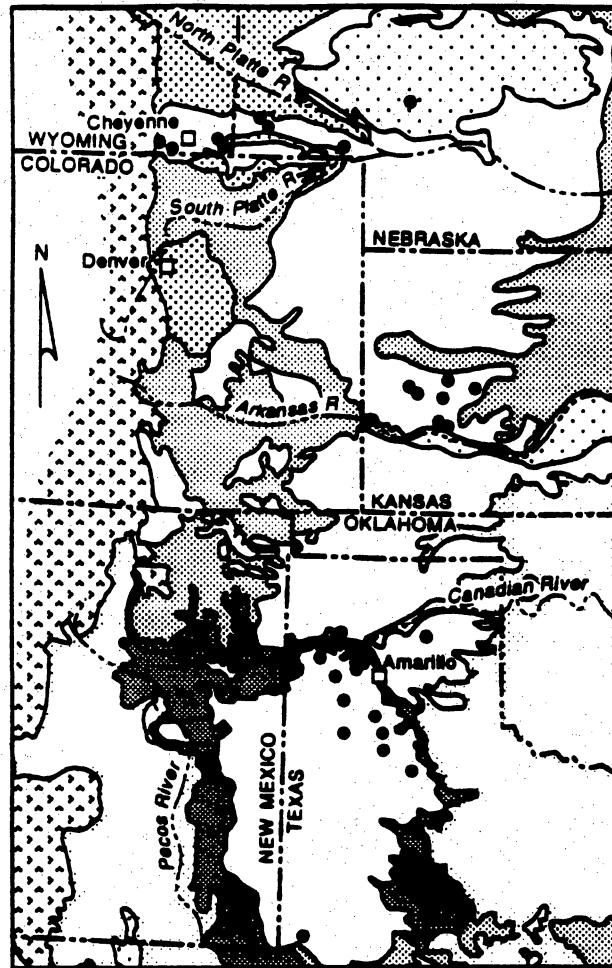 North Platte R
Cheyenne
WYOMING
COLORADO
South Platte R
NEBRASKA
N
Denver
Arkansas R
KANSAS
OKLAHOMA
Canadian River
Amarillo
Pecos River
NEW MEXICO
TEXAS